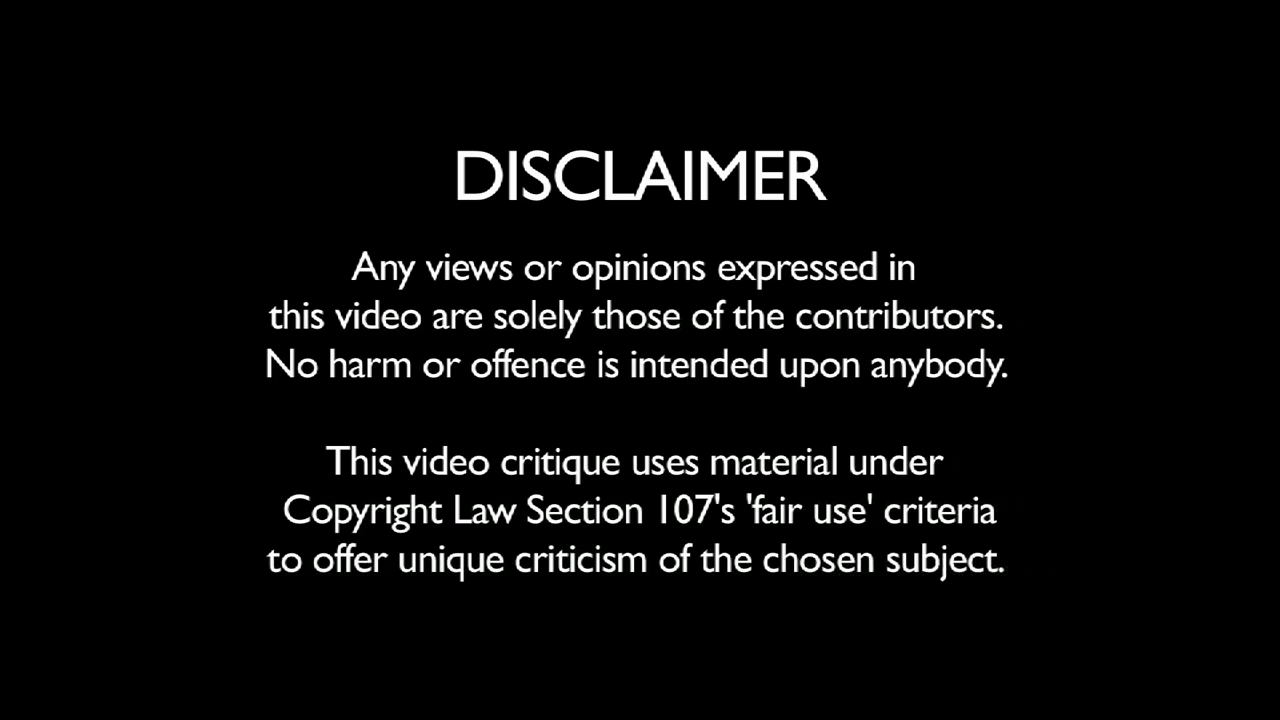 DISCLAIMER
Any views or opinions expressed in
this video are solely those of the contributors.
No harm or offence is intended upon anybody.
This video critique uses material under
Copyright Law Section 107's 'fair use' criteria
to offer unique criticism of the chosen subject.